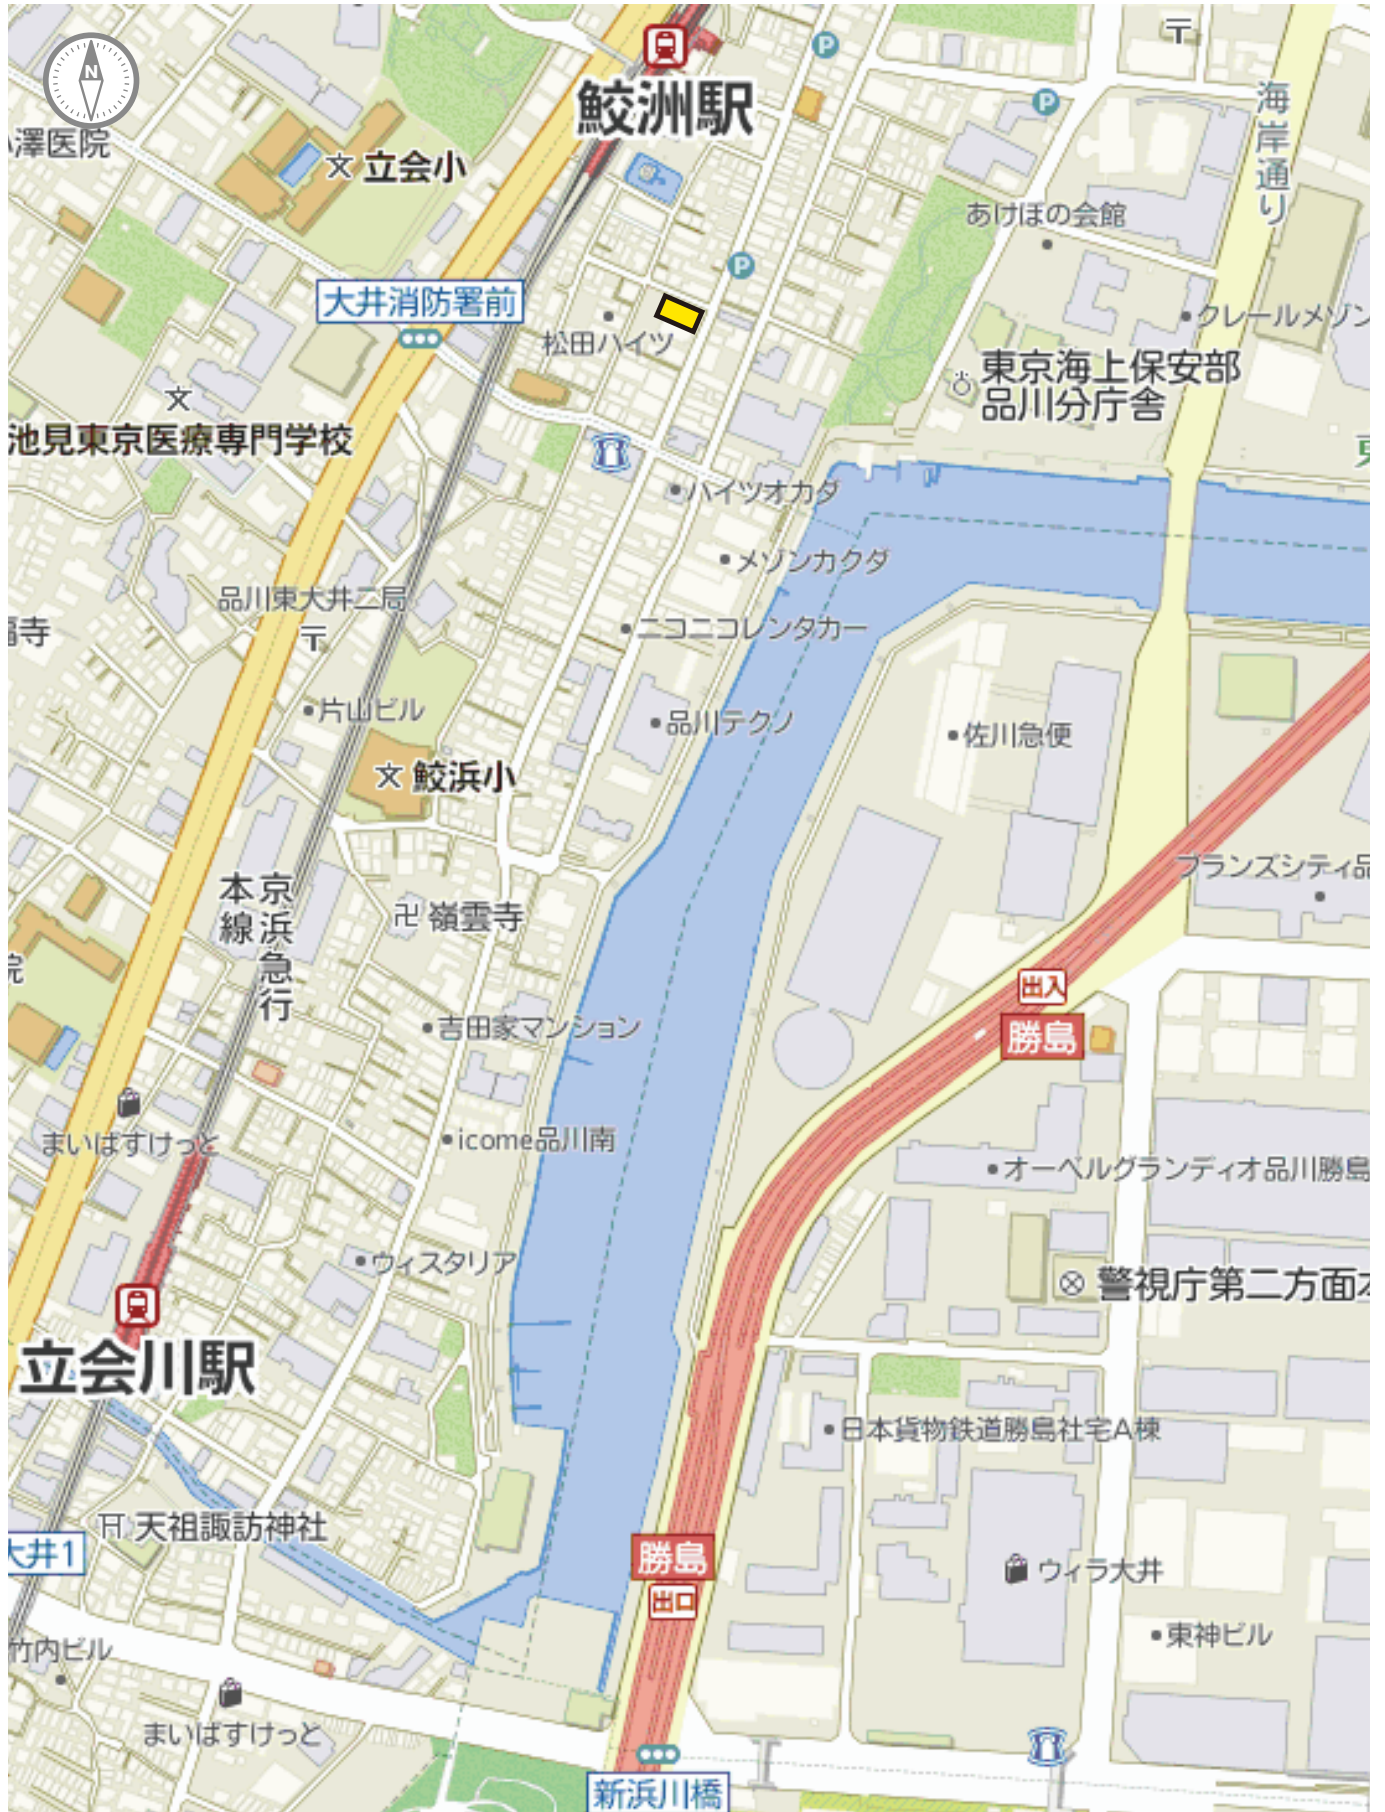 N
鮫洲駅
P
P
P
〒
海岸通り
澤医院
文 立会小
あけぼの会館
大井消防署前
松田ハイツ
クレールメゾン
東京海上保安部
品川分庁舎
文
池見東京医療専門学校
ハイツオカダ
メゾンカクダ
品川東大井二局
〒
ニコニコレンタカー
寺
片山ビル
品川テクノ
佐川急便
文 鮫浜小
ブランズシティ品
京浜急行
本線
卍 嶺雲寺
院
出入
勝島
吉田家マンション
まいばすけっと
icome品川南
オーベルグランディオ品川勝島
ウィスタリア
警視庁第二方面本
立会川駅
日本貨物鉄道勝島社宅A棟
天祖諏訪神社
大井1
勝島
出口
ウィラ大井
竹内ビル
東神ビル
まいばすけっと
新浜川橋